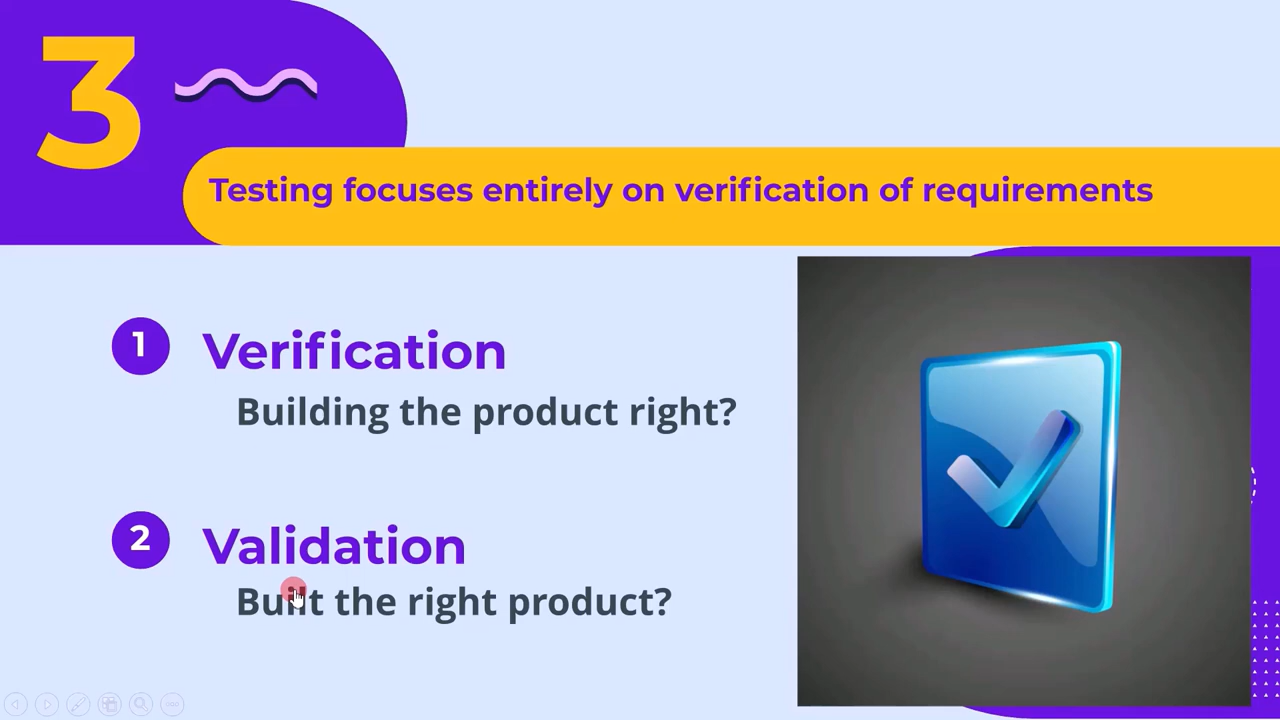 3
Testing focuses entirely on verification of requirements
1
Verification
Building the product right?
2
Validation
Built the right product?